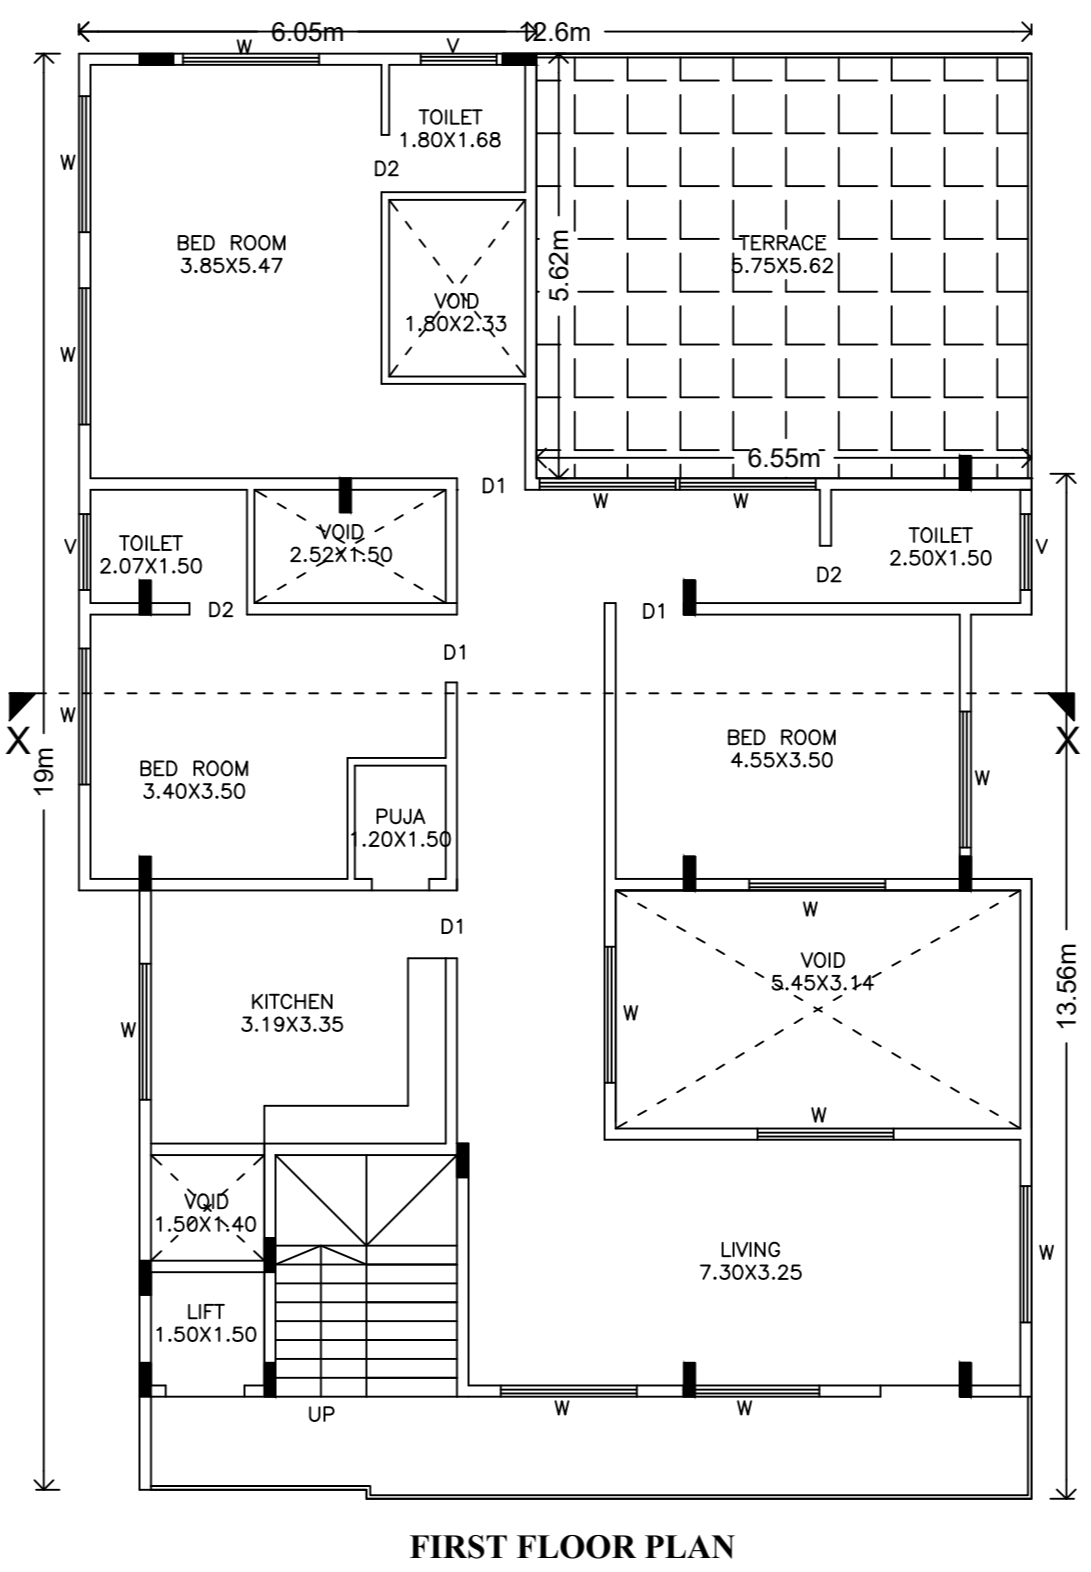 6.05m
12.6m
W
V
TOILET
1.80X1.68
W
D2
BED ROOM
3.85X5.47
5.62m
TERRACE
5.75X5.62
VOID
1.80X2.33
W
6.55m
D1
W
W
V
TOILET
2.07X1.50
VOID
2.52X1.50
TOILET
2.50X1.50
V
D2
D2
D1
D1
W
X
X
19m
BED ROOM
3.40X3.50
BED ROOM
4.55X3.50
W
PUJA
1.20X1.50
D1
W
VOID
5.45X3.14
13.56m
KITCHEN
3.19X3.35
W
W
W
VOID
1.50X1.40
LIVING
7.30X3.25
W
LIFT
1.50X1.50
UP
W
W
FIRST FLOOR PLAN